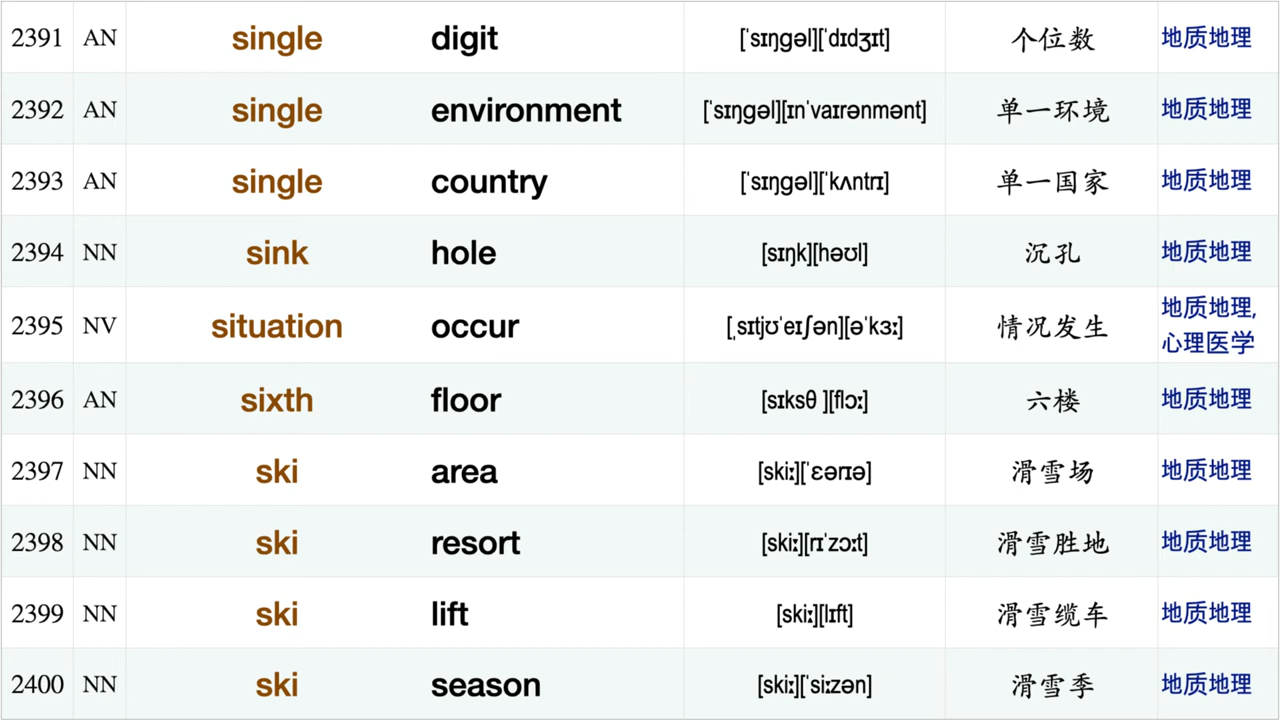 2391 AN single digit [ˈsɪŋgəl][ˈdɪdʒɪt] 个位数 地质地理
2392 AN single environment [ˈsɪŋgəl][ɪnˈvaɪrənmənt] 单一环境 地质地理
2393 AN single country [ˈsɪŋgəl][ˈkʌntrɪ] 单一国家 地质地理
2394 NN sink hole [sɪŋk][həʊl] 沉孔 地质地理
2395 NV situation occur [ˌsɪtjʊˈeɪʃən][əˈkɜː] 情况发生 地质地理,
心理医学
2396 AN sixth floor [sɪksθ ][flɔː] 六楼 地质地理
2397 NN ski area [skiː][ˈɛərɪə] 滑雪场 地质地理
2398 NN ski resort [skiː][rɪˈzɔːt] 滑雪胜地 地质地理
2399 NN ski lift [skiː][lɪft] 滑雪缆车 地质地理
2400 NN ski season [skiː][ˈsiːzən] 滑雪季 地质地理